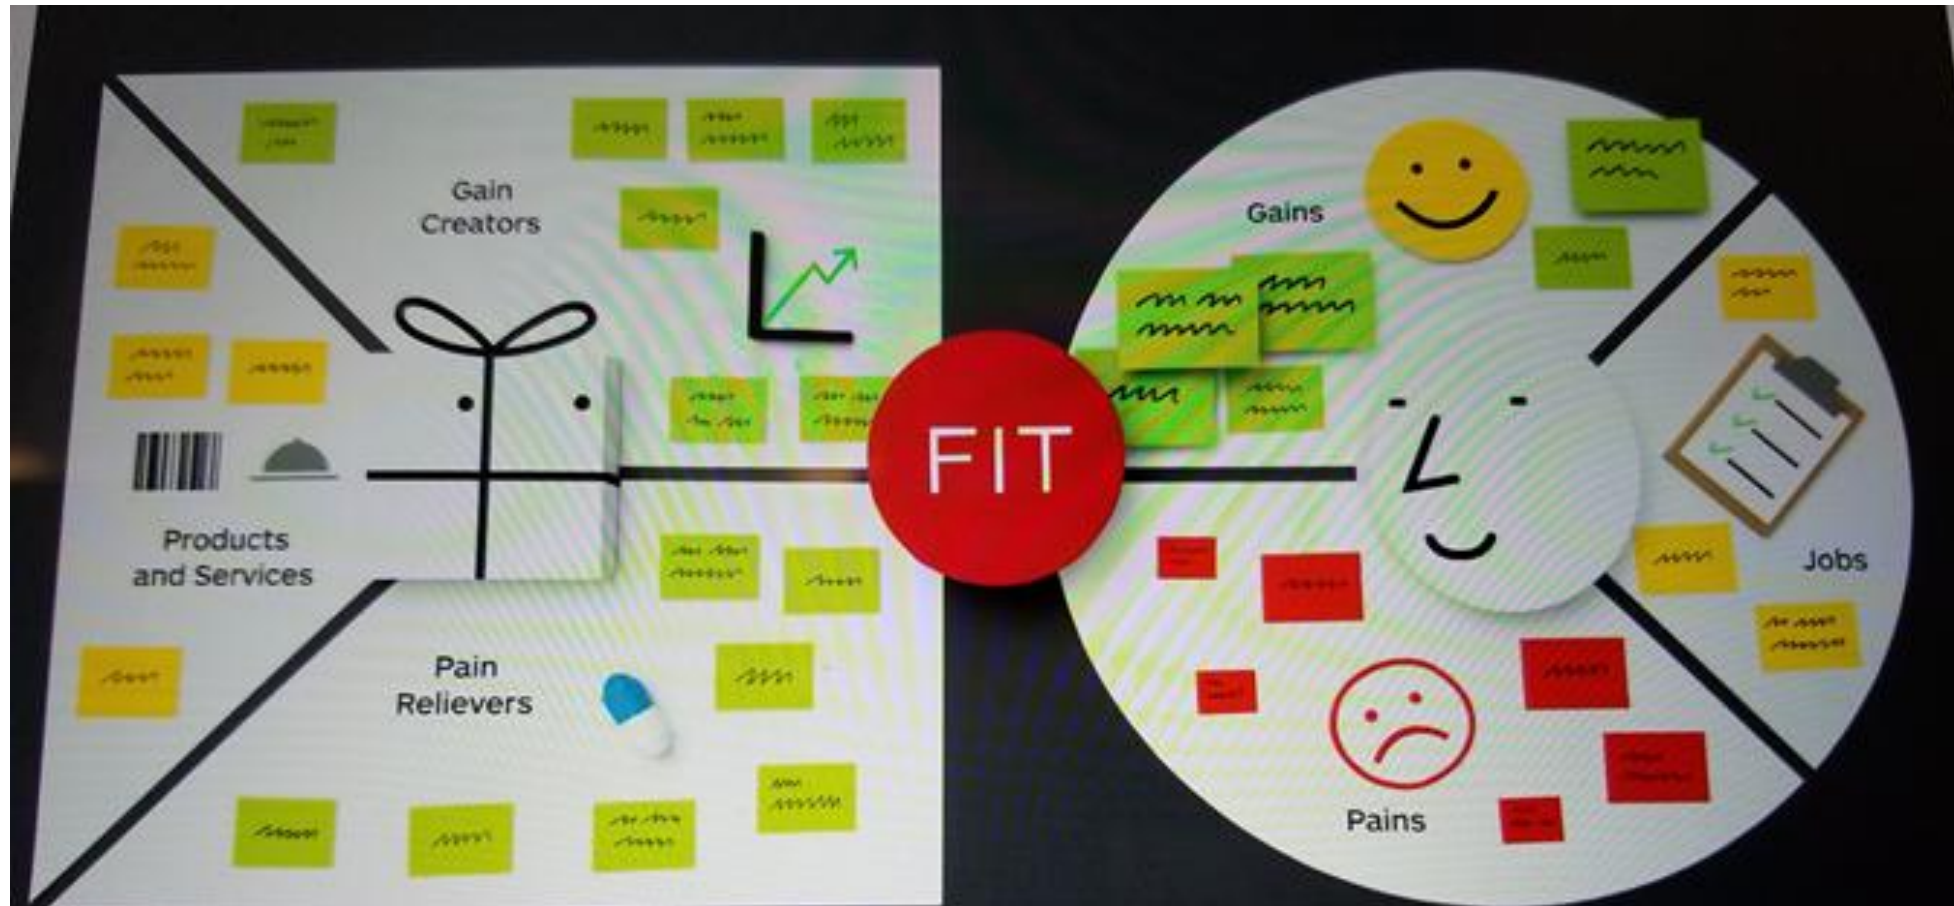 Gain
Creators
Products
and Services
Pain
Relievers
FIT
Gains
Jobs
Pains